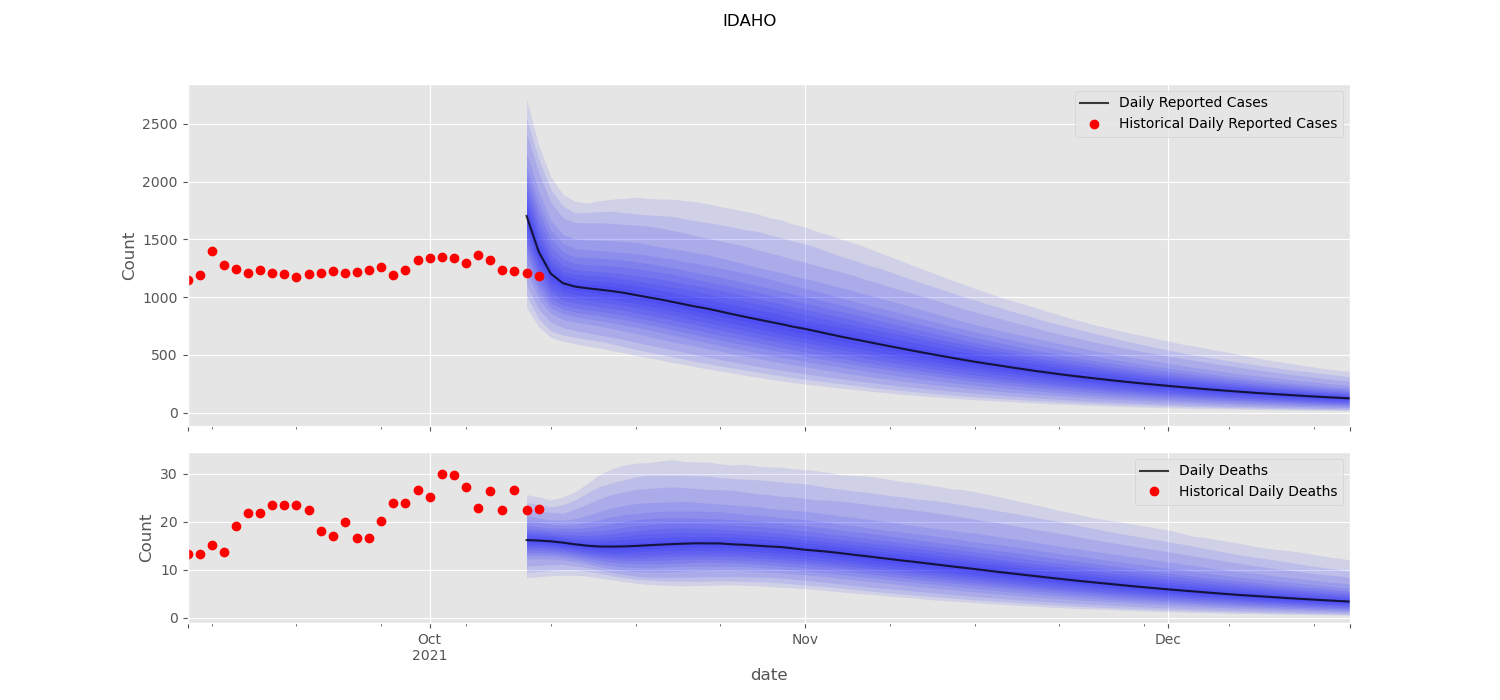 IDAHO
Count
2500
2000
1500
1000
500
0
Daily Reported Cases
Historical Daily Reported Cases
Count
30
20
10
0
Daily Deaths
Historical Daily Deaths
Oct
2021
Nov
Dec
date